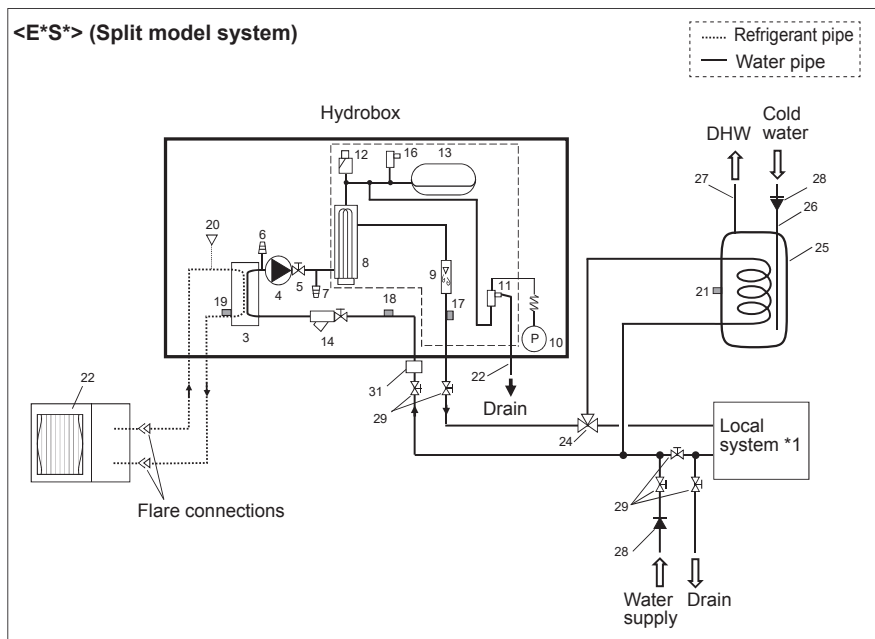 <E*S*> (Split model system)
Refrigerant pipe
Water pipe
Hydrobox
DHW
Cold
water
12
16
13
27
28
26
25
20
6
8
9
11
21
4
5
7
19
18
17
3
14
P
10
22
31
29
22
Drain
24
Local
system *1
Flare connections
29
28
Water
supply
Drain